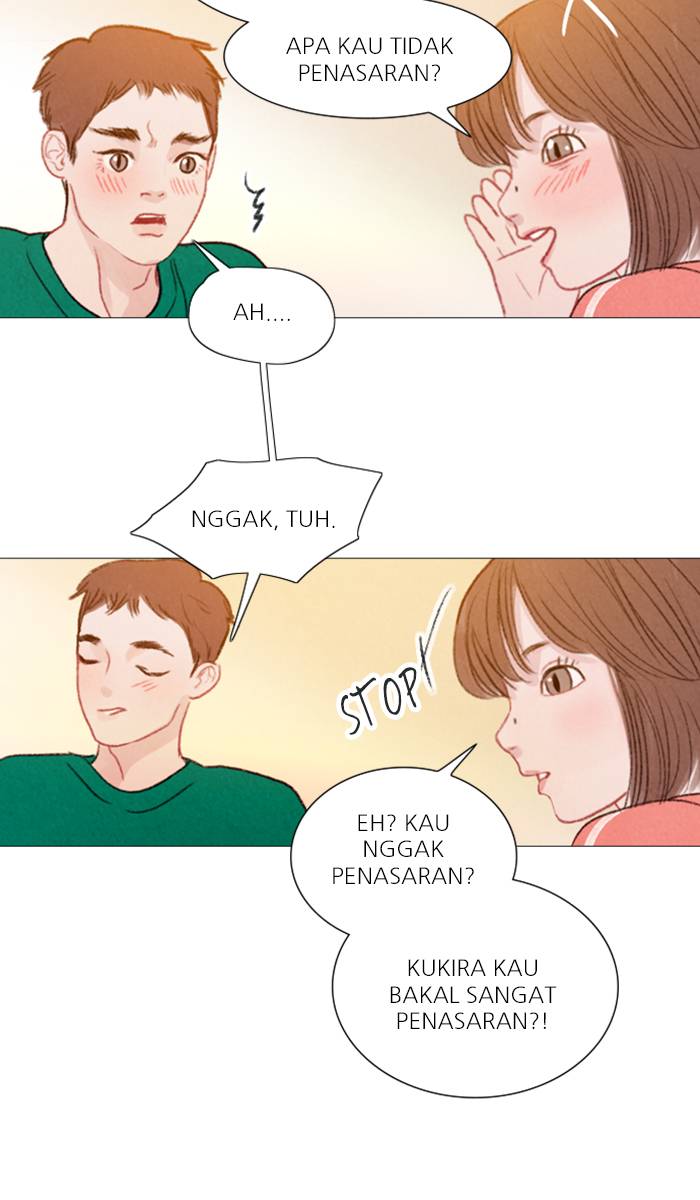 APA KAU TIDAK
PENASARAN?
AH....
NGGAK, TUH.
STOP
EH? KAU
NGGAK
PENASARAN?
KUKIRA KAU
BAKAL SANGAT
PENASARAN?!